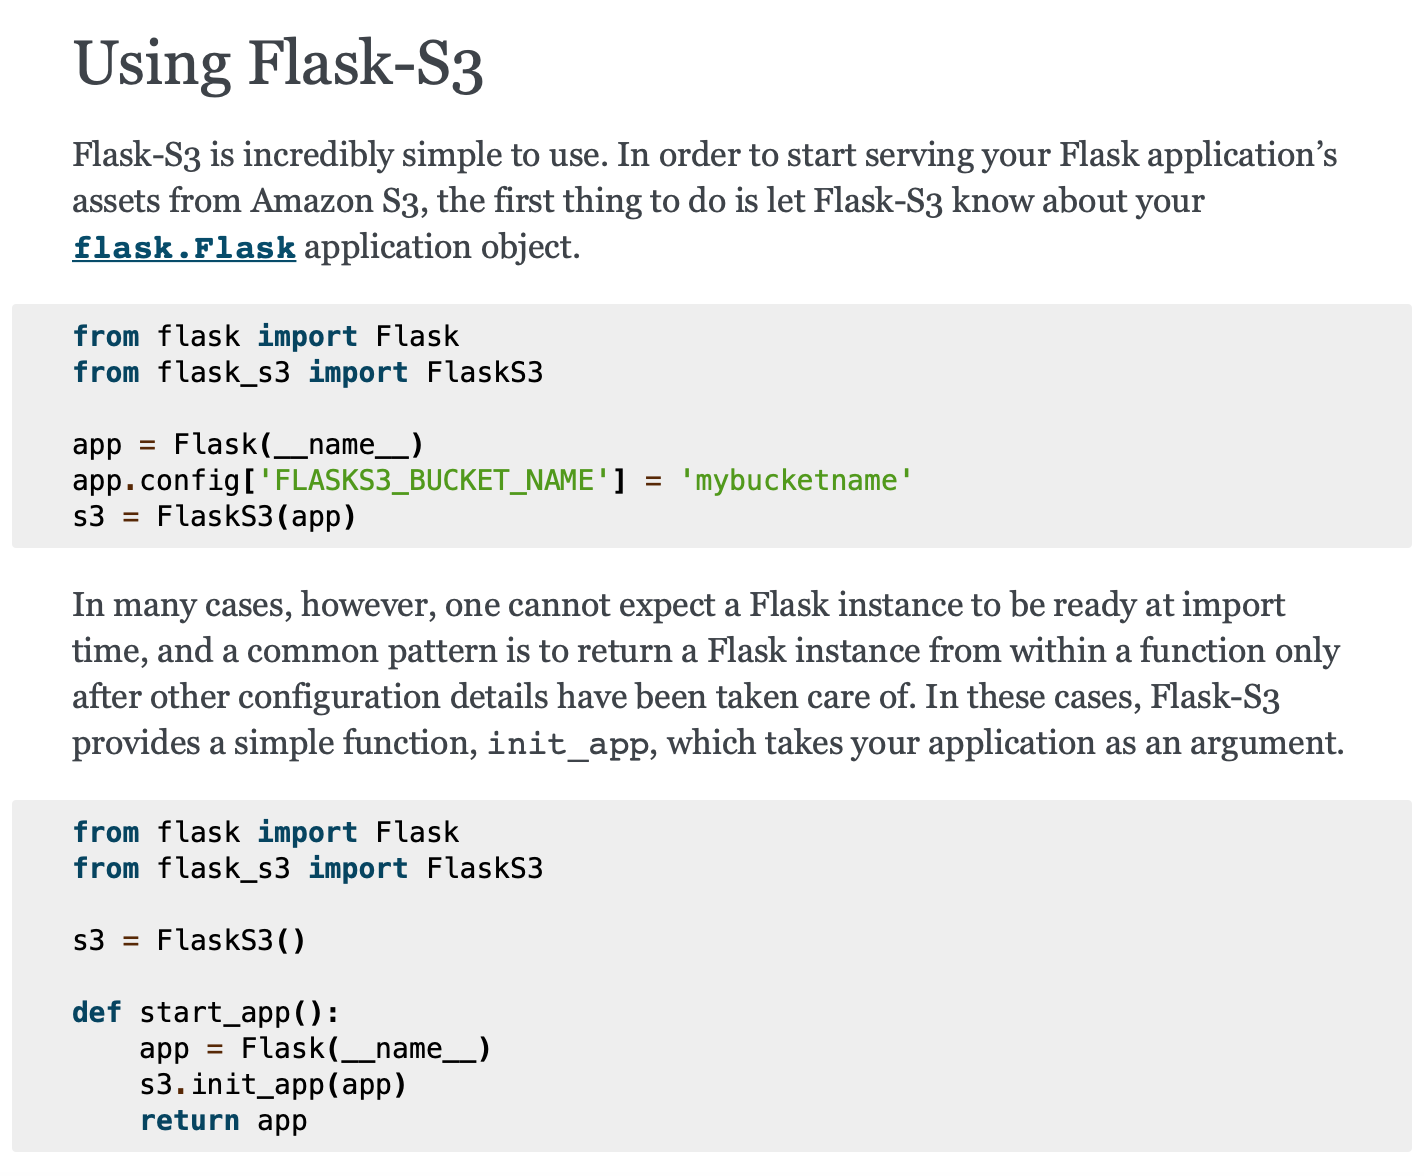 Using Flask-S3
Flask-S3 is incredibly simple to use. In order to start serving your Flask application’s
assets from Amazon S3, the first thing to do is let Flask-S3 know about your
flask.Flask application object.
from flask import Flask
from flask_s3 import FlaskS3

app = Flask(__name__)
app.config['FLASKS3_BUCKET_NAME'] = 'mybucketname'
s3 = FlaskS3(app)
In many cases, however, one cannot expect a Flask instance to be ready at import
time, and a common pattern is to return a Flask instance from within a function only
after other configuration details have been taken care of. In these cases, Flask-S3
provides a simple function, init_app, which takes your application as an argument.
from flask import Flask
from flask_s3 import FlaskS3

s3 = FlaskS3()

def start_app():
    app = Flask(__name__)
    s3.init_app(app)
    return app